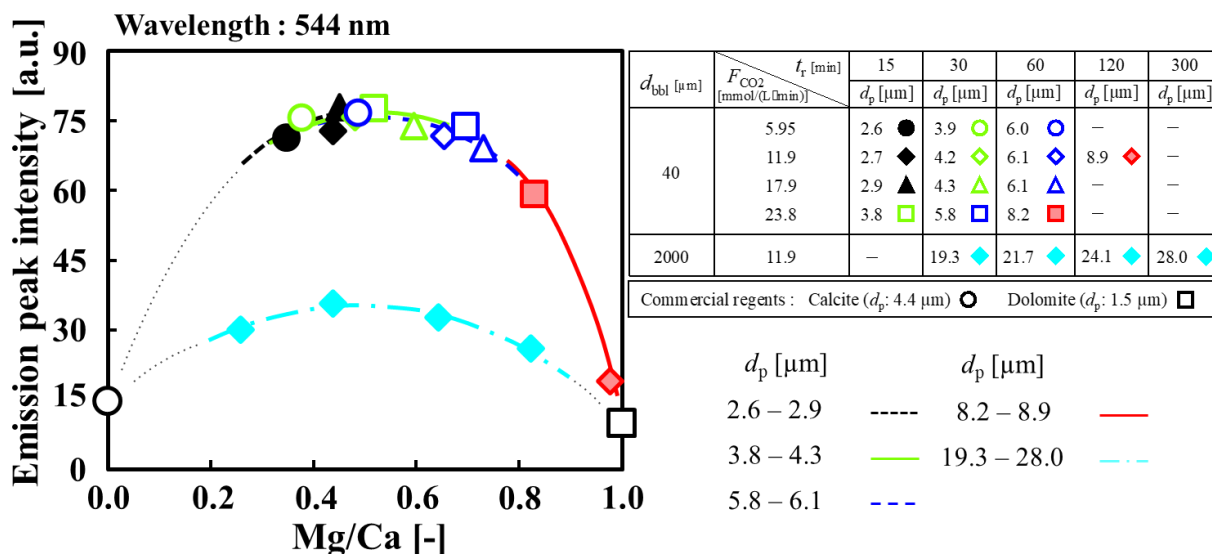 Wavelength : 544 nm
Emission peak intensity [a.u.]
90
75
60
45
30
15
0
0.0 0.2 0.4 0.6 0.8 1.0
Mg/Ca [-]
d_bbl [μm] F_CO2 [mmol/(L▯min)] t_r [min] 15 30 60 120 300
d_p [μm] d_p [μm] d_p [μm] d_p [μm] d_p [μm]
40 5.95 2.6 3.9 6.0 – –
11.9 2.7 4.2 6.1 8.9 –
17.9 2.9 4.3 6.1 – –
23.8 3.8 5.8 8.2 – –
2000 11.9 – 19.3 21.7 24.1 28.0
Commercial regents : Calcite (d_p: 4.4 μm) Dolomite (d_p: 1.5 μm)
d_p [μm] d_p [μm]
2.6 – 2.9 8.2 – 8.9
3.8 – 4.3 19.3 – 28.0
5.8 – 6.1